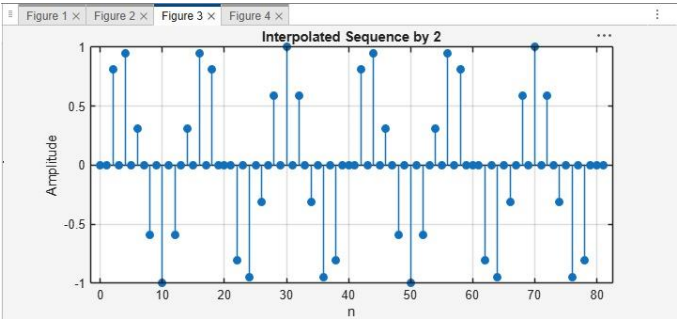 Figure 1 × Figure 2 × Figure 3 × Figure 4 ×
Interpolated Sequence by 2
Amplitude
1
0.5
0
-0.5
-1
0 10 20 30 40 50 60 70 80
n